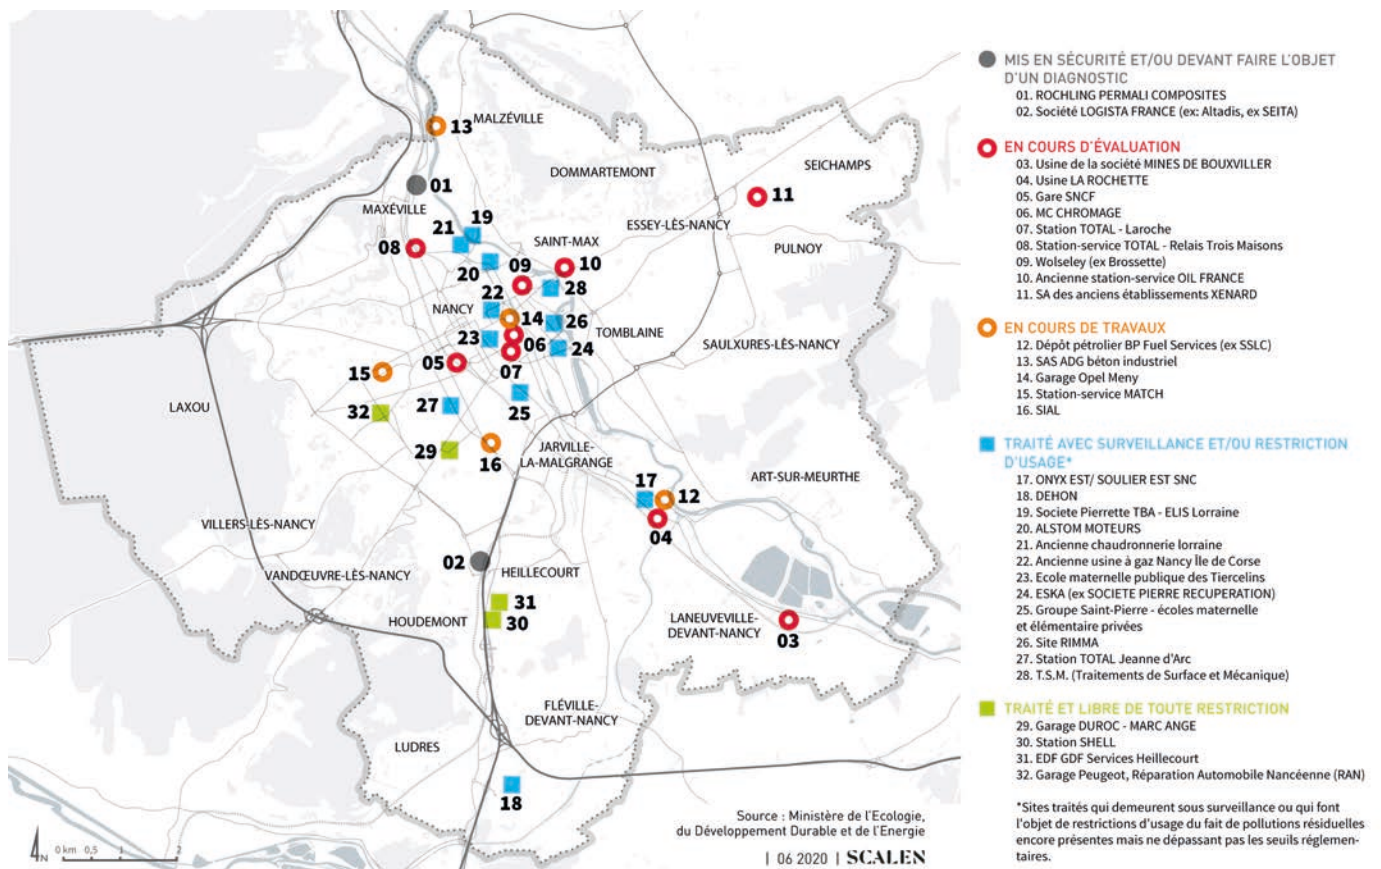 MALZÉVILLE
13
SEICHAMPS
DOMMARTEMONT
01
11
MAXÉVILLE
19
ESSEY-LÈS-NANCY
21
SAINT-MAX
PULNOY
08
09
10
20
22
28
NANCY
14
26
TOMBLAINE
23
06
24
SAULXURES-LÈS-NANCY
05
07
15
LAXOU
32
27
25
29
16
JARVILLE-
LA-MALGRANGE
ART-SUR-MEURTHE
17
12
VILLERS-LÈS-NANCY
04
02
HEILLECOURT
VANDŒUVRE-LÈS-NANCY
31
HOUDEMONT
30
LANEUVEVILLE-
DEVANT-NANCY
03
FLÉVILLE-
DEVANT-NANCY
LUDRES
18
N
0 km 0,5 1 2
Source : Ministère de l'Ecologie,
du Développement Durable et de l'Energie
| 06 2020 | SCALEN
MIS EN SÉCURITÉ ET/OU DEVANT FAIRE L'OBJET
D'UN DIAGNOSTIC
01. ROCHLING PERMALI COMPOSITES
02. Société LOGISTA FRANCE (ex: Altadis, ex SEITA)
EN COURS D'ÉVALUATION
03. Usine de la société MINES DE BOUXVILLER
04. Usine LA ROCHETTE
05. Gare SNCF
06. MC CHROMAGE
07. Station TOTAL - Laroche
08. Station-service TOTAL - Relais Trois Maisons
09. Wolseley (ex Brossette)
10. Ancienne station-service OIL FRANCE
11. SA des anciens établissements XENARD
EN COURS DE TRAVAUX
12. Dépôt pétrolier BP Fuel Services (ex SSLC)
13. SAS ADG béton industriel
14. Garage Opel Meny
15. Station-service MATCH
16. SIAL
TRAITÉ AVEC SURVEILLANCE ET/OU RESTRICTION
D'USAGE*
17. ONYX EST/ SOULIER EST SNC
18. DEHON
19. Societe Pierrette TBA - ELIS Lorraine
20. ALSTOM MOTEURS
21. Ancienne chaudronnerie lorraine
22. Ancienne usine à gaz Nancy Île de Corse
23. Ecole maternelle publique des Tiercelins
24. ESKA (ex SOCIETE PIERRE RECUPERATION)
25. Groupe Saint-Pierre - écoles maternelle
et élémentaire privées
26. Site RIMMA
27. Station TOTAL Jeanne d'Arc
28. T.S.M. (Traitements de Surface et Mécanique)
TRAITÉ ET LIBRE DE TOUTE RESTRICTION
29. Garage DUROC - MARC ANGE
30. Station SHELL
31. EDF GDF Services Heillecourt
32. Garage Peugeot, Réparation Automobile Nancéenne (RAN)
*Sites traités qui demeurent sous surveillance ou qui font
l'objet de restrictions d'usage du fait de pollutions résiduelles
encore présentes mais ne dépassant pas les seuils réglemen-
taires.